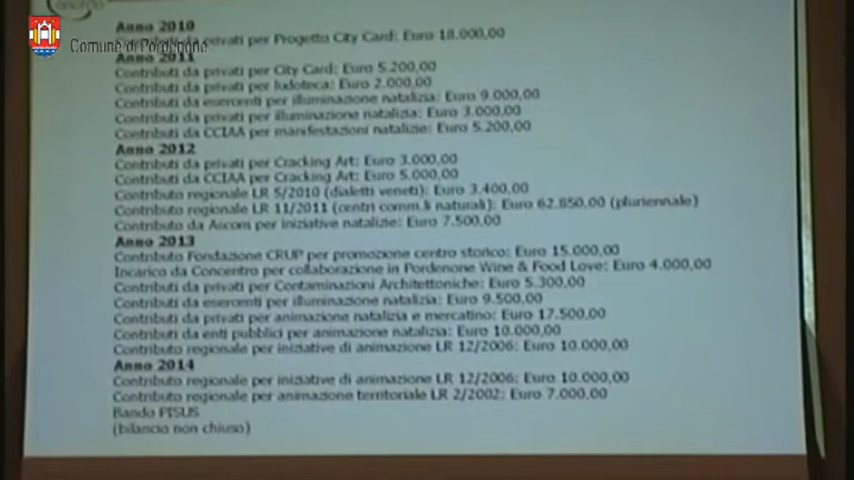 Comune di Pordenone
Anno 2010
Contributi da privati per Progetto City Card: Euro 18.000,00
Anno 2011
Contributi da privati per City Card: Euro 5.200,00
Contributi da privati per ludoteca: Euro 2.000,00
Contributi da esercenti per illuminazione natalizia: Euro 9.000,00
Contributi da privati per illuminazione natalizia: Euro 3.000,00
Contributi da CCIAA per manifestazioni natalizie: Euro 5.200,00
Anno 2012
Contributi da privati per Cracking Art: Euro 3.000,00
Contributi da CCIAA per Cracking Art: Euro 5.000,00
Contributo regionale LR 5/2010 (dialetti veneti): Euro 3.400,00
Contributo regionale LR 11/2011 (centri comm.li naturali): Euro 62.850,00 (pluriennale)
Contributo da Ascom per iniziative natalizie: Euro 7.500,00
Anno 2013
Contributo Fondazione CRUP per promozione centro storico: Euro 15.000,00
Incarico da Concentro per collaborazione in Pordenone Wine & Food Love: Euro 4.000,00
Contributi da privati per Contaminazioni Architettoniche: Euro 5.300,00
Contributi da esercenti per illuminazione natalizia: Euro 9.500,00
Contributi da privati per animazione natalizia e mercatino: Euro 17.500,00
Contributi da enti pubblici per animazione natalizia: Euro 10.000,00
Contributo regionale per iniziative di animazione LR 12/2006: Euro 10.000,00
Anno 2014
Contributo regionale per iniziative di animazione LR 12/2006: Euro 10.000,00
Contributo regionale per animazione territoriale LR 2/2002: Euro 7.000,00
Bando PISUS
(bilancio non chiuso)